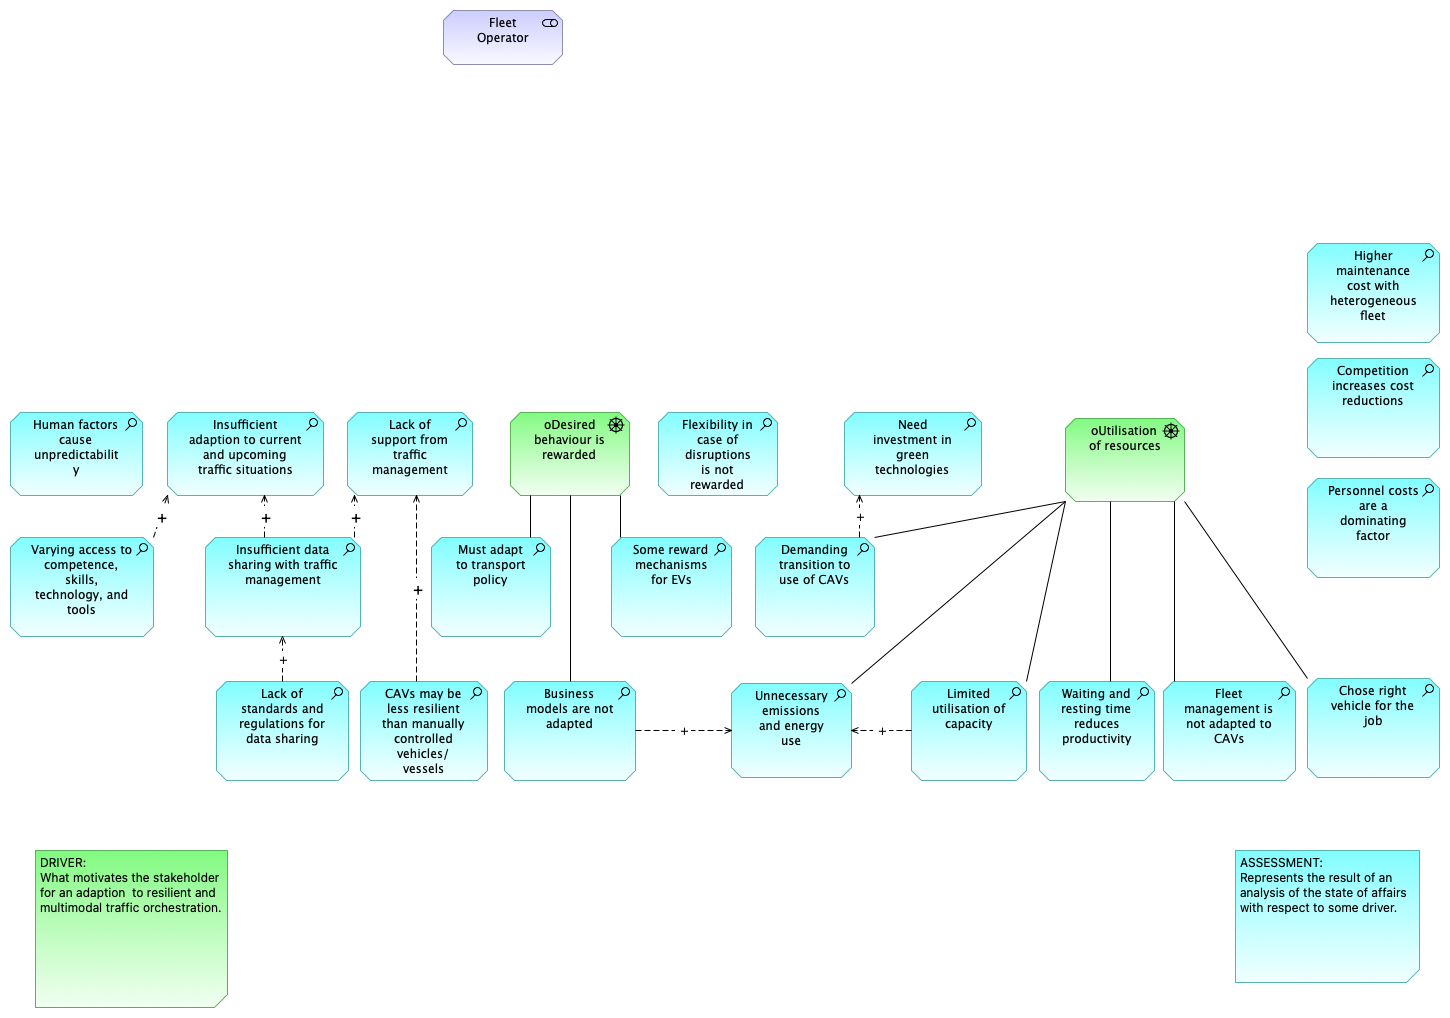 Fleet
Operator
Higher
maintenance
cost with
heterogeneous
fleet
Competition
increases cost
reductions
Human factors
cause
unpredictabilit
y
Insufficient
adaption to current
and upcoming
traffic situations
Lack of
support from
traffic
management
oDesired
behaviour is
rewarded
Flexibility in
case of
disruptions
is not
rewarded
Need
investment in
green
technologies
oUtilisation
of resources
Personnel costs
are a
dominating
factor
+
+
+
+
Varying access to
competence,
skills,
technology, and
tools
Insufficient data
sharing with traffic
management
Must adapt
to transport
policy
Some reward
mechanisms
for EVs
Demanding
transition to
use of CAVs
+
+
Lack of
standards and
regulations for
data sharing
CAVs may be
less resilient
than manually
controlled
vehicles/
vessels
Business
models are not
adapted
+
Unnecessary
emissions
and energy
use
+
Limited
utilisation of
capacity
Waiting and
resting time
reduces
productivity
Fleet
management is
not adapted to
CAVs
Chose right
vehicle for the
job
DRIVER:
What motivates the stakeholder
for an adaption  to resilient and
multimodal traffic orchestration.
ASSESSMENT:
Represents the result of an
analysis of the state of affairs
with respect to some driver.